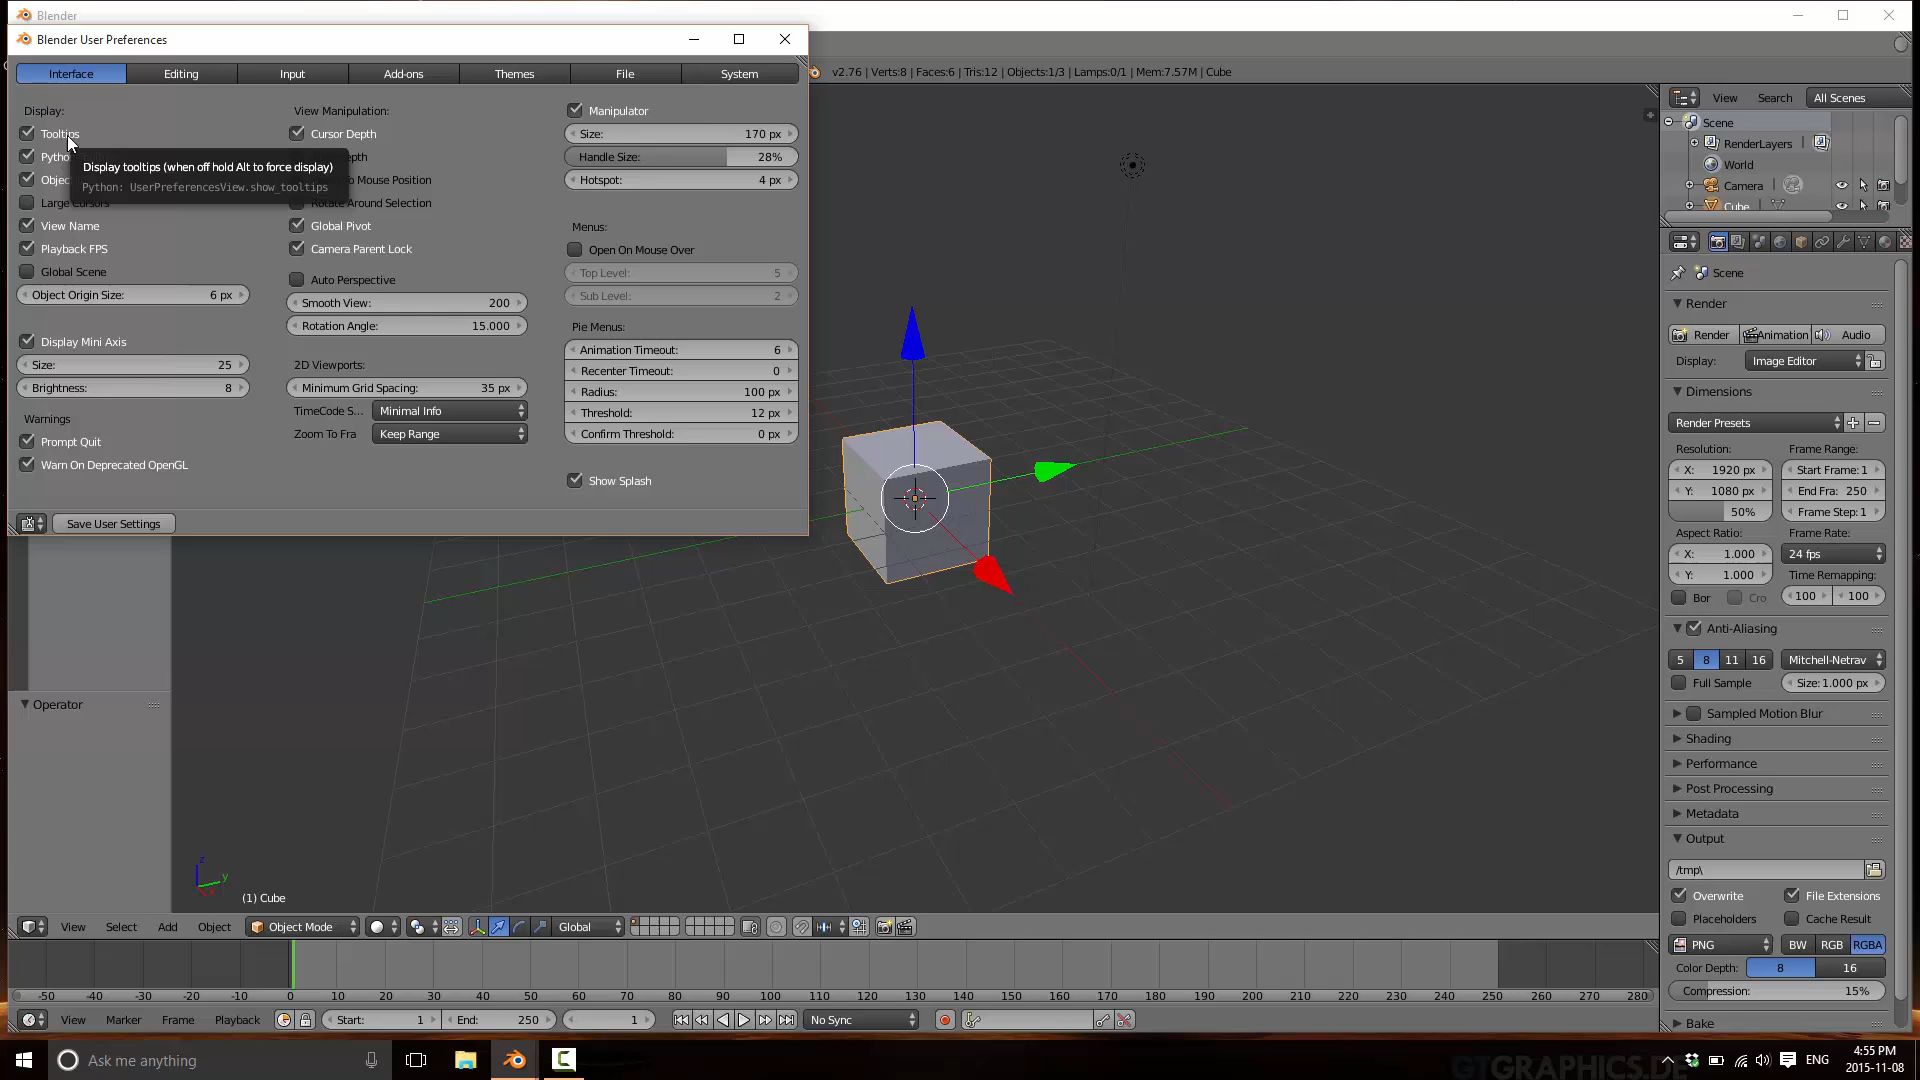 Blender
Blender User Preferences
Interface
Editing
Input
Add-ons
Themes
File
System
v2.76 | Verts:8 | Faces:6 | Tris:12 | Objects:1/3 | Lamps:0/1 | Mem:7.57M | Cube
Display:
Tooltips
Pytho
Objec
Large Cursors
View Name
Playback FPS
Global Scene
Object Origin Size: 6 px
Display Mini Axis
Size: 25
Brightness: 8
Warnings
Prompt Quit
Warn On Deprecated OpenGL
Display tooltips (when off hold Alt to force display)
Python: UserPreferencesView.show_tooltips
View Manipulation:
Cursor Depth
Mouse Position
Rotate Around Selection
Global Pivot
Camera Parent Lock
Auto Perspective
Smooth View: 200
Rotation Angle: 15.000
2D Viewports:
Minimum Grid Spacing: 35 px
TimeCode S... Minimal Info
Zoom To Fra Keep Range
Manipulator
Size: 170 px
Handle Size: 28%
Hotspot: 4 px
Menus:
Open On Mouse Over
Top Level: 5
Sub Level: 2
Pie Menus:
Animation Timeout: 6
Recenter Timeout: 0
Radius: 100 px
Threshold: 12 px
Confirm Threshold: 0 px
Show Splash
Save User Settings
Operator
z
y
(1) Cube
View Select Add Object Object Mode Global
-50 -40 -30 -20 -10 0 10 20 30 40 50 60 70 80 90 100 110 120 130 140 150 160 170 180 190 200 210 220 230 240 250 260 270 280
View Marker Frame Playback Start: 1 End: 250 1 No Sync
View Search All Scenes
Scene
RenderLayers
World
Camera
Cube
Scene
Render
Render Animation Audio
Display: Image Editor
Dimensions
Render Presets
Resolution: Frame Range:
X: 1920 px Start Frame: 1
Y: 1080 px End Fra: 250
50% Frame Step: 1
Aspect Ratio: Frame Rate:
X: 1.000 24 fps
Y: 1.000 Time Remapping:
Bor Cro 100 100
Anti-Aliasing
5 8 11 16 Mitchell-Netrav
Full Sample Size: 1.000 px
Sampled Motion Blur
Shading
Performance
Post Processing
Metadata
Output
/tmp\
Overwrite File Extensions
Placeholders Cache Result
PNG BW RGB RGBA
Color Depth: 8 16
Compression: 15%
Bake
Ask me anything
GTGRAPHICS.DE
ENG
4:55 PM
2015-11-08